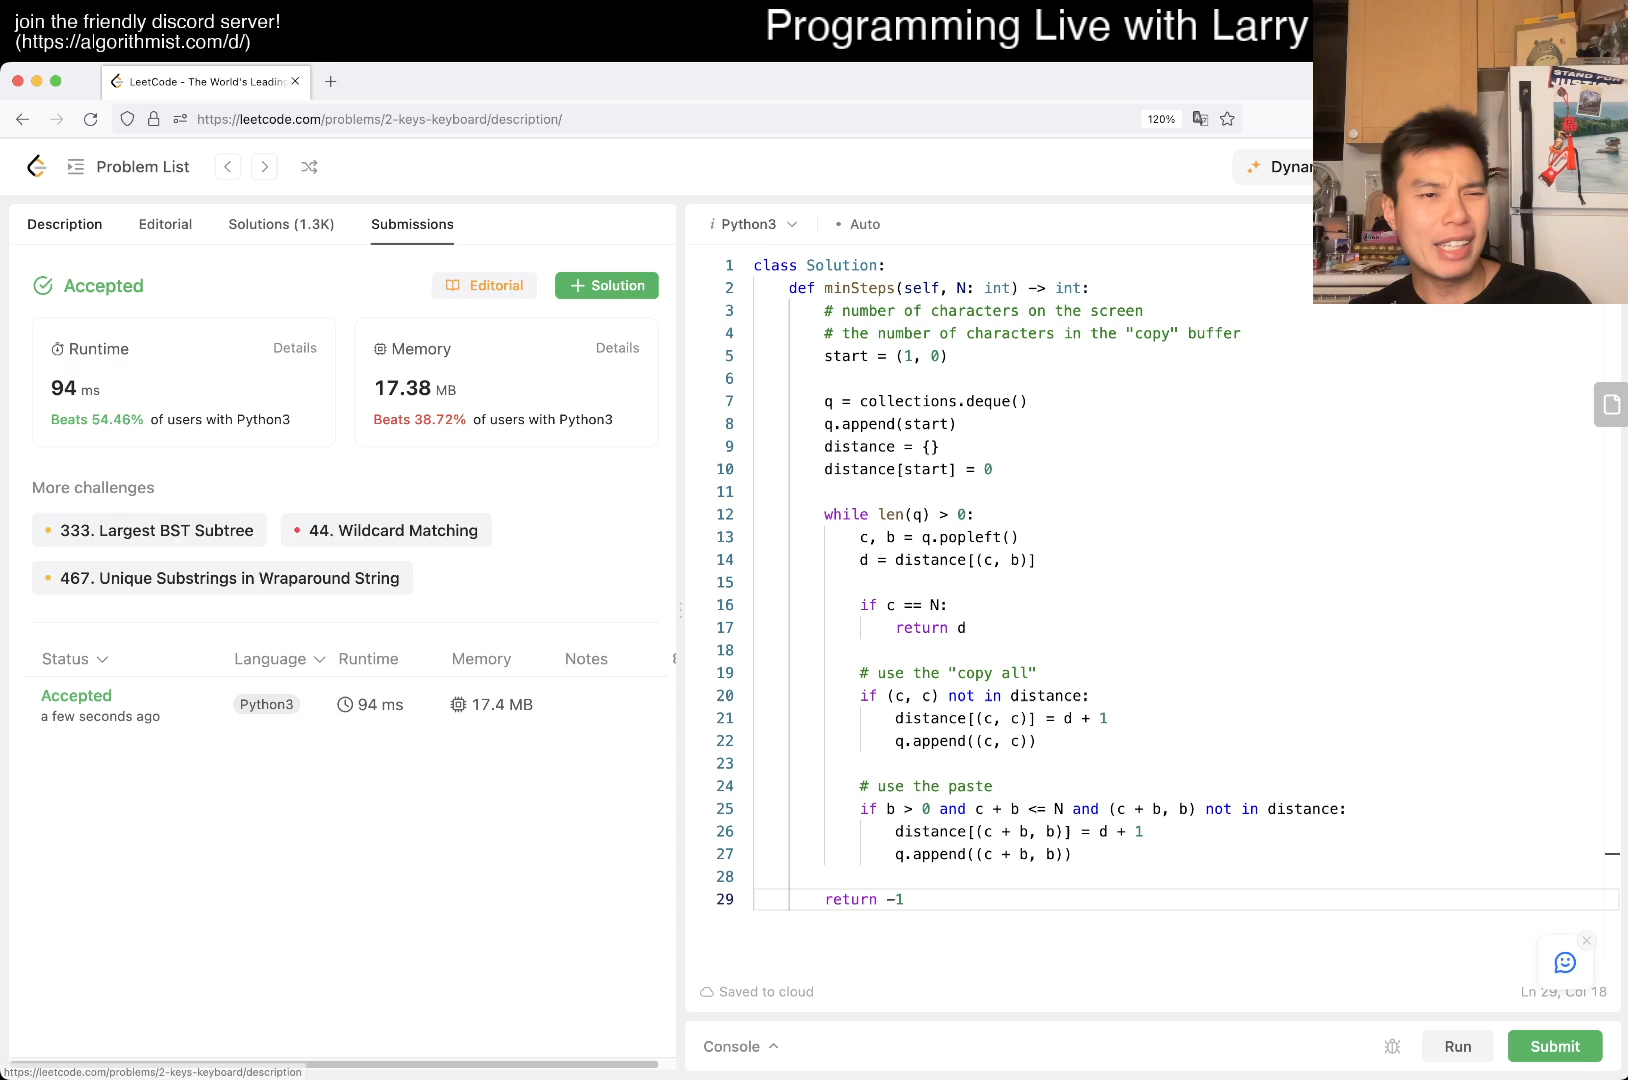 join the friendly discord server!
(https://algorithmist.com/d/)
Programming Live with Larry
LeetCode - The World's Leading
https://leetcode.com/problems/2-keys-keyboard/description/
120%
Problem List
Dynam
Description
Editorial
Solutions (1.3K)
Submissions
Accepted
Editorial
+ Solution
Runtime
Details
94 ms
Beats 54.46% of users with Python3
Memory
Details
17.38 MB
Beats 38.72% of users with Python3
More challenges
333. Largest BST Subtree
44. Wildcard Matching
467. Unique Substrings in Wraparound String
Status
Language
Runtime
Memory
Notes
Accepted
Python3
94 ms
17.4 MB
a few seconds ago
https://leetcode.com/problems/2-keys-keyboard/description
i Python3
• Auto
1 class Solution:
2 def minSteps(self, N: int) -> int:
3 # number of characters on the screen
4 # the number of characters in the "copy" buffer
5 start = (1, 0)
6
7 q = collections.deque()
8 q.append(start)
9 distance = {}
10 distance[start] = 0
11
12 while len(q) > 0:
13 c, b = q.popleft()
14 d = distance[(c, b)]
15
16 if c == N:
17 return d
18
19 # use the "copy all"
20 if (c, c) not in distance:
21 distance[(c, c)] = d + 1
22 q.append((c, c))
23
24 # use the paste
25 if b > 0 and c + b <= N and (c + b, b) not in distance:
26 distance[(c + b, b)] = d + 1
27 q.append((c + b, b))
28
29 return -1
Saved to cloud
Ln 29, Col 18
Console
Run
Submit
STAND FOR
JUSTICE